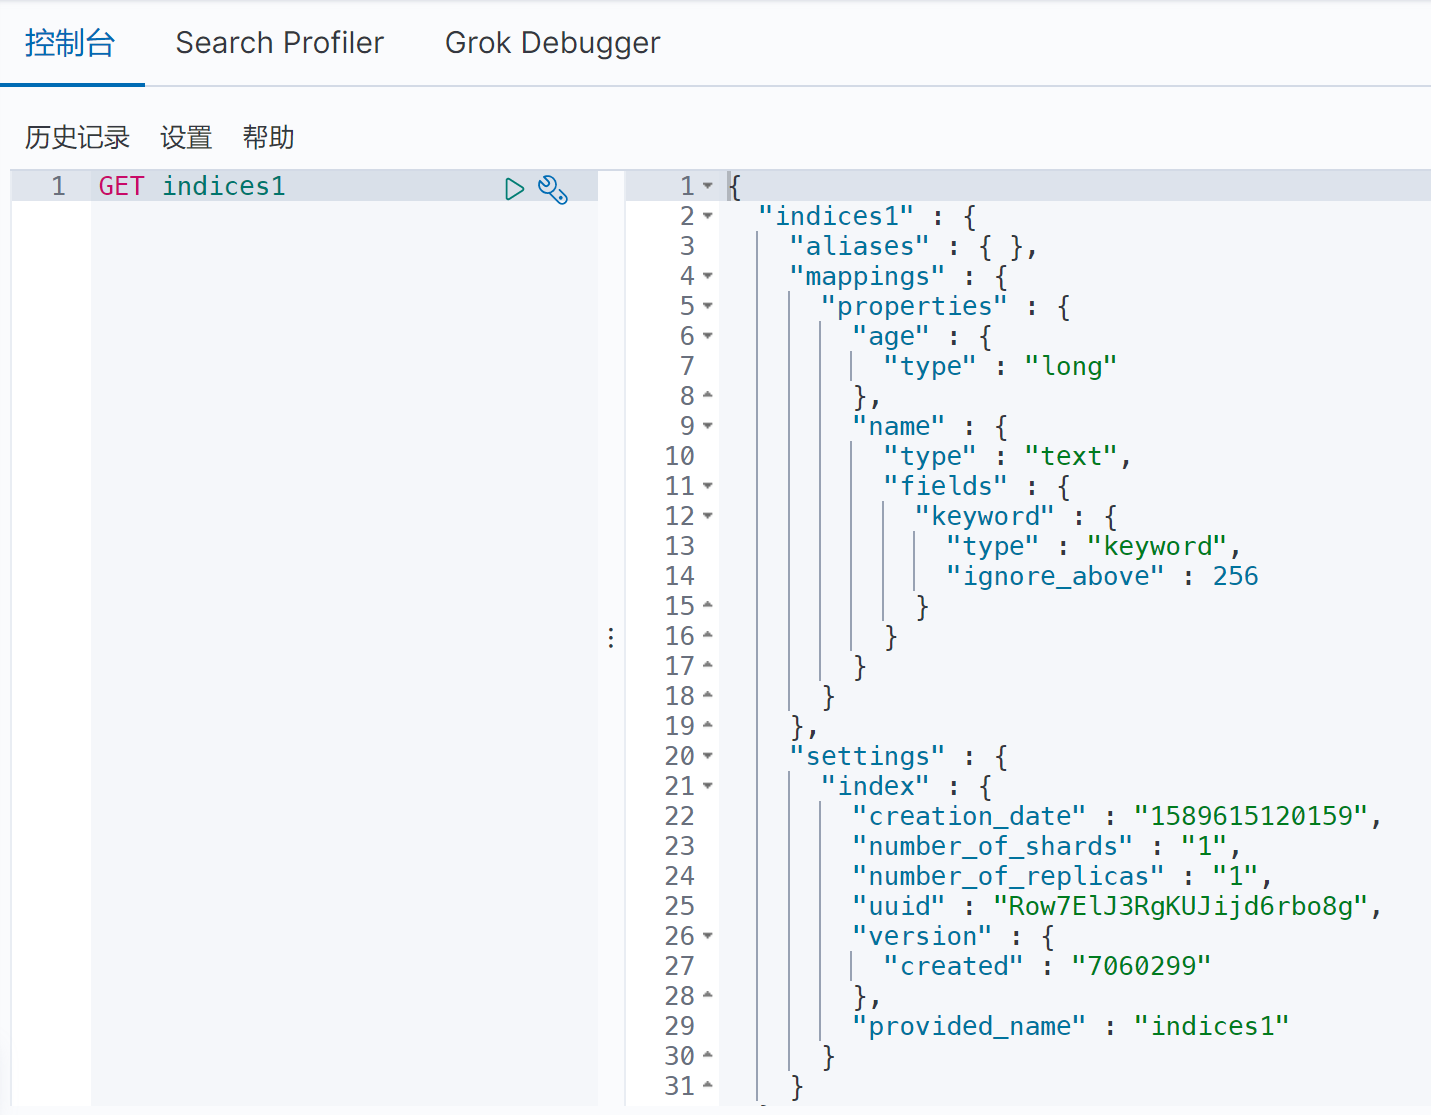 控制台 Search Profiler Grok Debugger
历史记录 设置 帮助
1 GET indices1
1 {
2 "indices1" : {
3 "aliases" : { },
4 "mappings" : {
5 "properties" : {
6 "age" : {
7 "type" : "long"
8 },
9 "name" : {
10 "type" : "text",
11 "fields" : {
12 "keyword" : {
13 "type" : "keyword",
14 "ignore_above" : 256
15 }
16 }
17 }
18 }
19 },
20 "settings" : {
21 "index" : {
22 "creation_date" : "1589615120159",
23 "number_of_shards" : "1",
24 "number_of_replicas" : "1",
25 "uuid" : "Row7ElJ3RgKUJijd6rbo8g",
26 "version" : {
27 "created" : "7060299"
28 },
29 "provided_name" : "indices1"
30 }
31 }